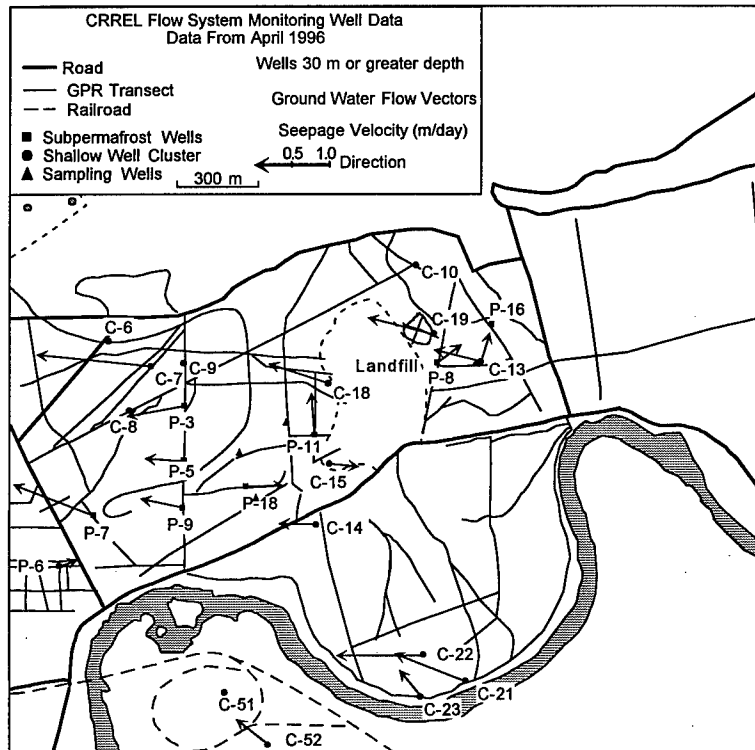 CRREL Flow System Monitoring Well Data
Data From April 1996
Road
GPR Transect
Railroad
Subpermafrost Wells
Shallow Well Cluster
Sampling Wells
Wells 30 m or greater depth
Ground Water Flow Vectors
Seepage Velocity (m/day)
0.5 1.0 Direction
300 m
C-10
C-6
C-19
P-16
C-9
Landfill
C-7
P-8
C-13
C-18
C-8
P-3
P-11
P-5
C-15
P-18
P-7
P-9
C-14
P-6
C-22
C-21
C-23
C-51
C-52